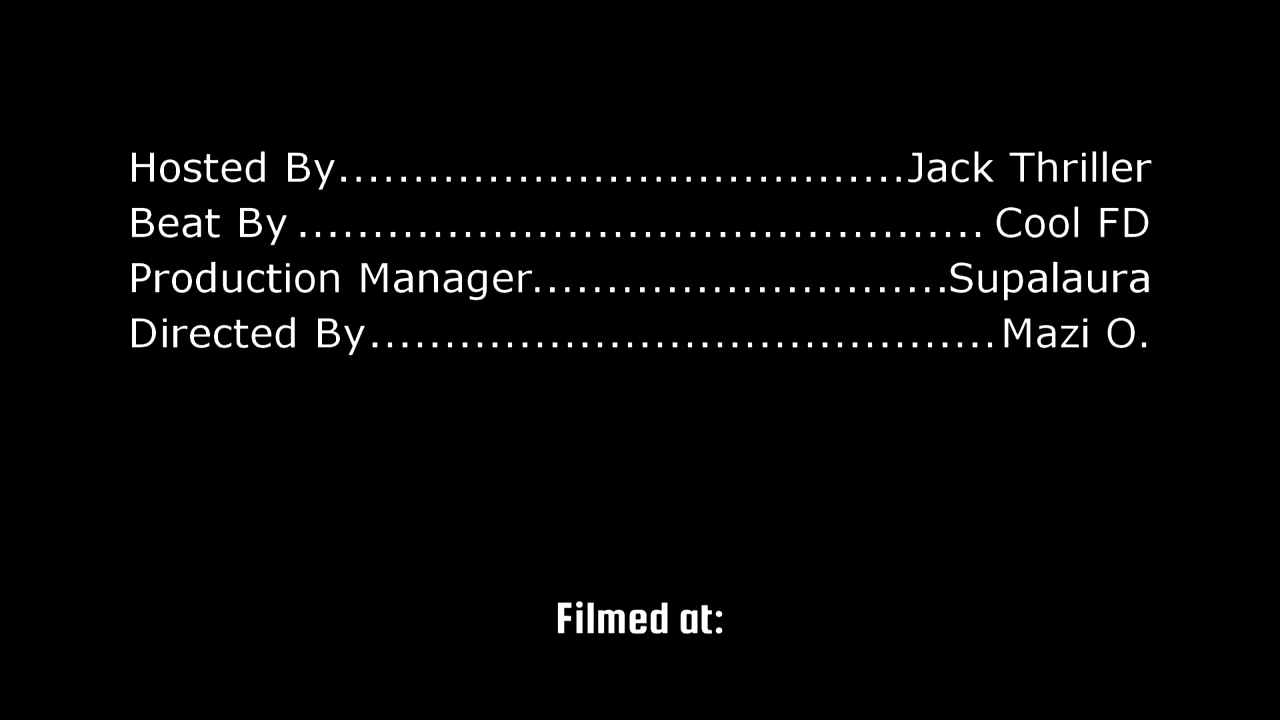 Hosted By......................................Jack Thriller
Beat By .............................................. Cool FD
Production Manager............................Supalaura
Directed By..........................................Mazi O.
Filmed at: